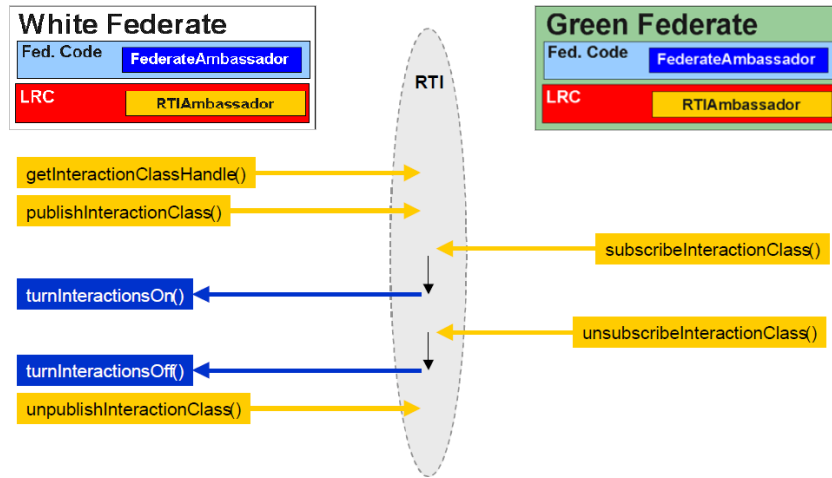 White Federate
Fed. Code
FederateAmbassador
LRC
RTIAmbassador
RTI
Green Federate
Fed. Code
FederateAmbassador
LRC
RTIAmbassador
getInteractionClassHandle()
publishInteractionClass()
subscribeInteractionClass()
turnInteractionsOn()
unsubscribeInteractionClass()
turnInteractionsOff()
unpublishInteractionClass()